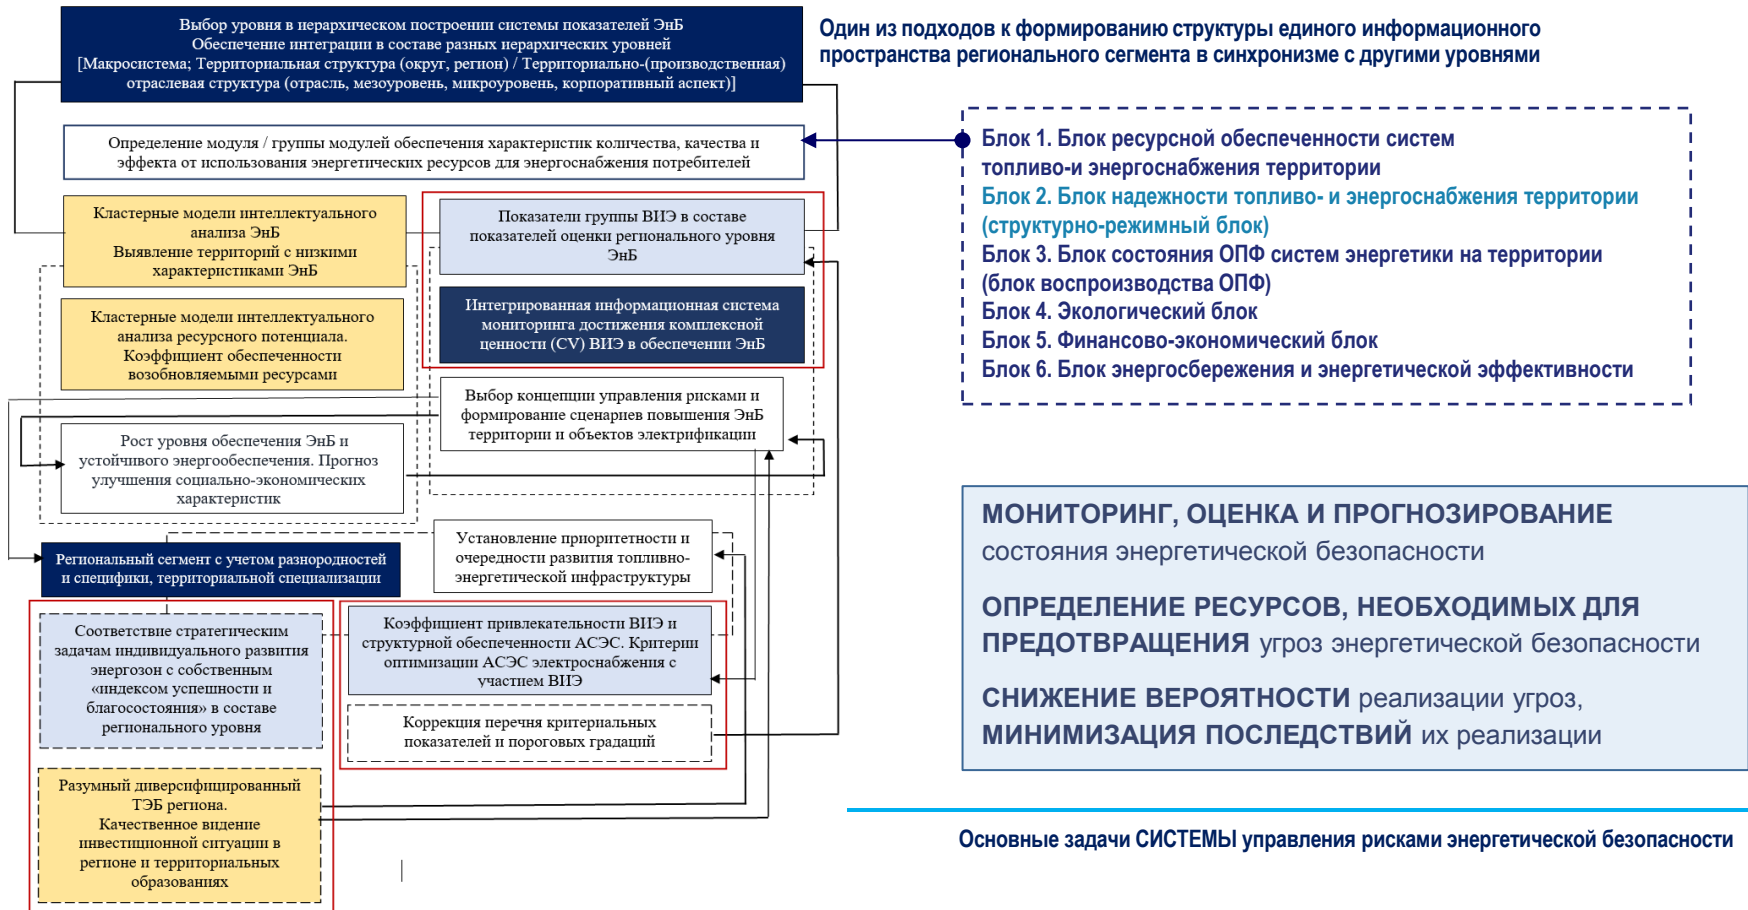 Выбор уровня в иерархическом построении системы показателей ЭнБ
Обеспечение интеграции в составе разных иерархических уровней
[Макросистема; Территориальная структура (округ, регион) / Территориально-(производственная)
отраслевая структура (отрасль, мезоуровень, микроуровень, корпоративный аспект)]
Один из подходов к формированию структуры единого информационного
пространства регионального сегмента в синхронизме с другими уровнями
Определение модуля / группы модулей обеспечения характеристик количества, качества и
эффекта от использования энергетических ресурсов для энергоснабжения потребителей
Блок 1. Блок ресурсной обеспеченности систем
топливо-и энергоснабжения территории
Блок 2. Блок надежности топливо- и энергоснабжения территории
(структурно-режимный блок)
Блок 3. Блок состояния ОПФ систем энергетики на территории
(блок воспроизводства ОПФ)
Блок 4. Экологический блок
Блок 5. Финансово-экономический блок
Блок 6. Блок энергосбережения и энергетической эффективности
Кластерные модели интеллектуального
анализа ЭнБ
Выявление территорий с низкими
характеристиками ЭнБ
Показатели группы ВИЭ в составе
показателей оценки регионального уровня
ЭнБ
Кластерные модели интеллектуального
анализа ресурсного потенциала.
Коэффициент обеспеченности
возобновляемыми ресурсами
Интегрированная информационная система
мониторинга достижения комплексной
ценности (CV) ВИЭ в обеспечении ЭнБ
Выбор концепции управления рисками и
формирование сценариев повышения ЭнБ
территории и объектов электрификации
Рост уровня обеспечения ЭнБ и
устойчивого энергообеспечения. Прогноз
улучшения социально-экономических
характеристик
Региональный сегмент с учетом разнородностей
и специфики, территориальной специализации
Установление приоритетности и
очередности развития топливно-
энергетической инфраструктуры
Соответствие стратегическим
задачам индивидуального развития
энергозон с собственным
«индексом успешности и
благосостояния» в составе
регионального уровня
Коэффициент привлекательности ВИЭ и
структурной обеспеченности АСЭС. Критерии
оптимизации АСЭС электроснабжения с
участием ВИЭ
Коррекция перечня критериальных
показателей и пороговых градаций
Разумный диверсифицированный
ТЭБ региона.
Качественное видение
инвестиционной ситуации в
регионе и территориальных
образованиях
МОНИТОРИНГ, ОЦЕНКА И ПРОГНОЗИРОВАНИЕ
состояния энергетической безопасности
ОПРЕДЕЛЕНИЕ РЕСУРСОВ, НЕОБХОДИМЫХ ДЛЯ
ПРЕДОТВРАЩЕНИЯ угроз энергетической безопасности
СНИЖЕНИЕ ВЕРОЯТНОСТИ реализации угроз,
МИНИМИЗАЦИЯ ПОСЛЕДСТВИЙ их реализации
Основные задачи СИСТЕМЫ управления рисками энергетической безопасности